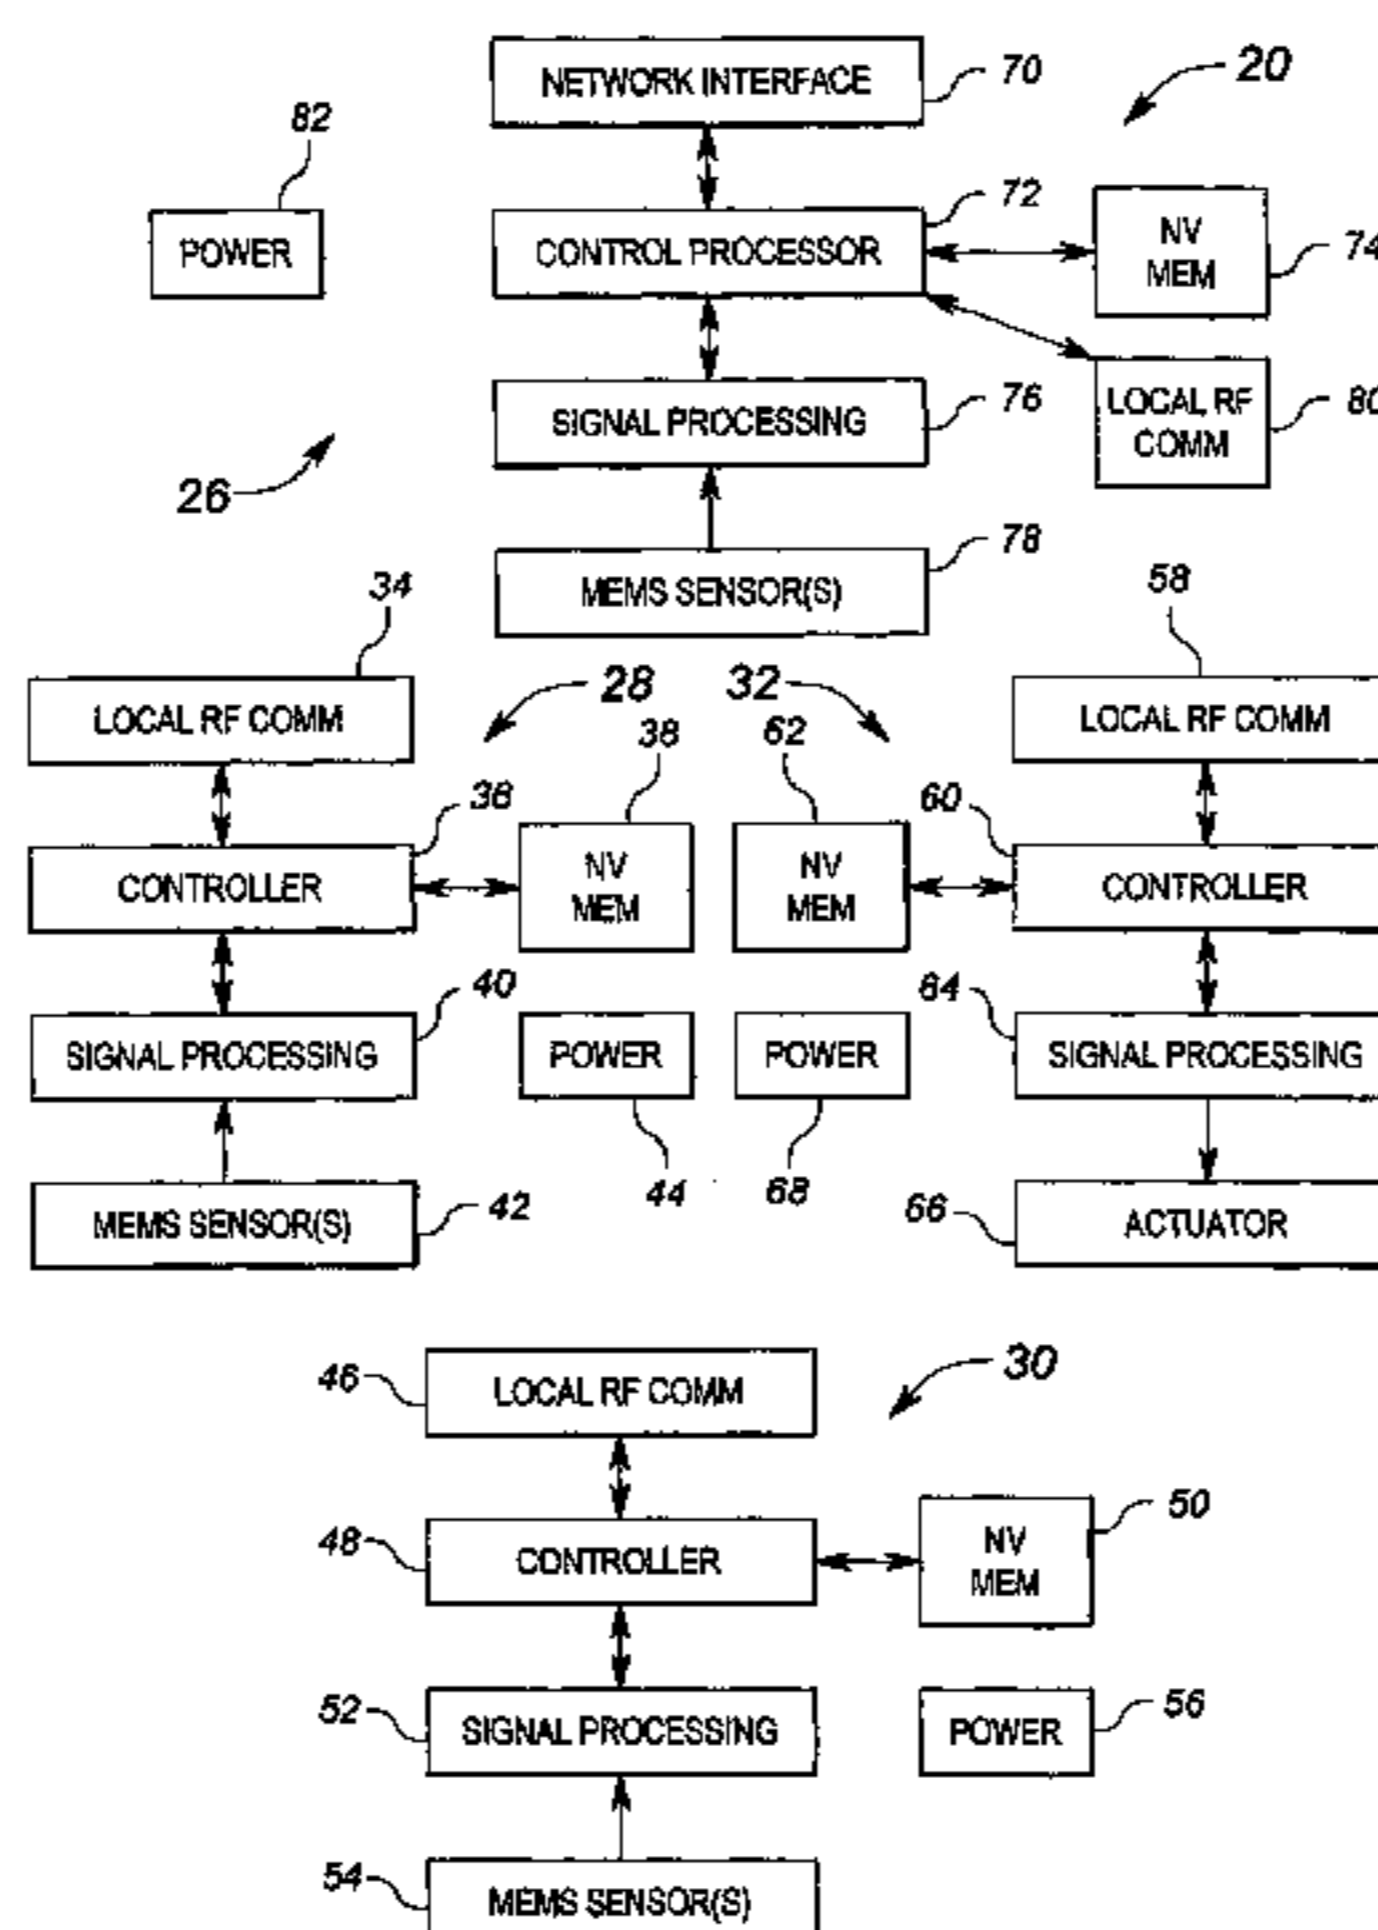 NETWORK INTERFACE
70
20
82
72
POWER
CONTROL PROCESSOR
NV
MEM
74
76
SIGNAL PROCESSING
LOCAL RF
COMM
80
26
78
MEMS SENSOR(S)
34
58
28
32
LOCAL RF COMM
38
62
LOCAL RF COMM
36
60
CONTROLLER
NV
MEM
NV
MEM
CONTROLLER
40
64
SIGNAL PROCESSING
POWER
POWER
SIGNAL PROCESSING
44
68
MEMS SENSOR(S)
42
66
ACTUATOR
46
LOCAL RF COMM
30
48
CONTROLLER
NV
MEM
50
52
SIGNAL PROCESSING
POWER
56
54
MEMS SENSOR(S)